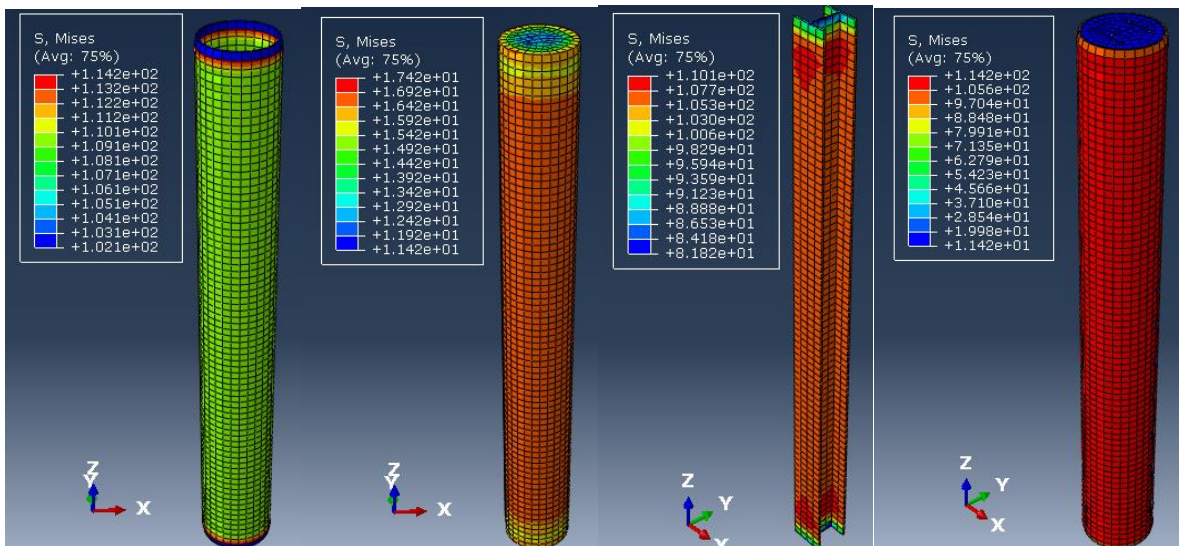 S, Mises
(Avg: 75%)
+1.142e+02
+1.132e+02
+1.122e+02
+1.112e+02
+1.101e+02
+1.091e+02
+1.081e+02
+1.071e+02
+1.061e+02
+1.051e+02
+1.041e+02
+1.031e+02
+1.021e+02
Z
Y
X
S, Mises
(Avg: 75%)
+1.742e+01
+1.692e+01
+1.642e+01
+1.592e+01
+1.542e+01
+1.492e+01
+1.442e+01
+1.392e+01
+1.342e+01
+1.292e+01
+1.242e+01
+1.192e+01
+1.142e+01
Z
Y
X
S, Mises
(Avg: 75%)
+1.101e+02
+1.077e+02
+1.053e+02
+1.030e+02
+1.006e+02
+9.829e+01
+9.594e+01
+9.359e+01
+9.123e+01
+8.888e+01
+8.653e+01
+8.418e+01
+8.182e+01
Z
Y
X
S, Mises
(Avg: 75%)
+1.142e+02
+1.056e+02
+9.704e+01
+8.848e+01
+7.991e+01
+7.135e+01
+6.279e+01
+5.423e+01
+4.566e+01
+3.710e+01
+2.854e+01
+1.998e+01
+1.142e+01
Z
Y
X